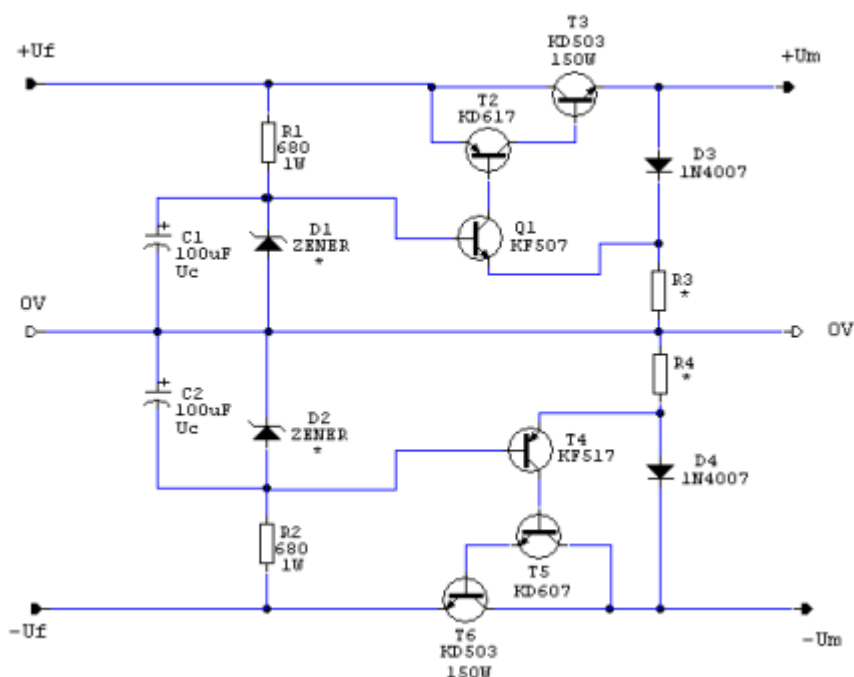 +Uf
T3
KD503
150W
+Um
T2
KD617
R1
680
1W
D3
1N4007
C1
100uF
Uc
D1
ZENER
*
Q1
KF507
R3
*
0V
0V
R4
*
C2
100uF
Uc
D2
ZENER
*
T4
KF517
D4
1N4007
R2
680
1W
T5
KD607
-Uf
T6
KD503
150W
-Um